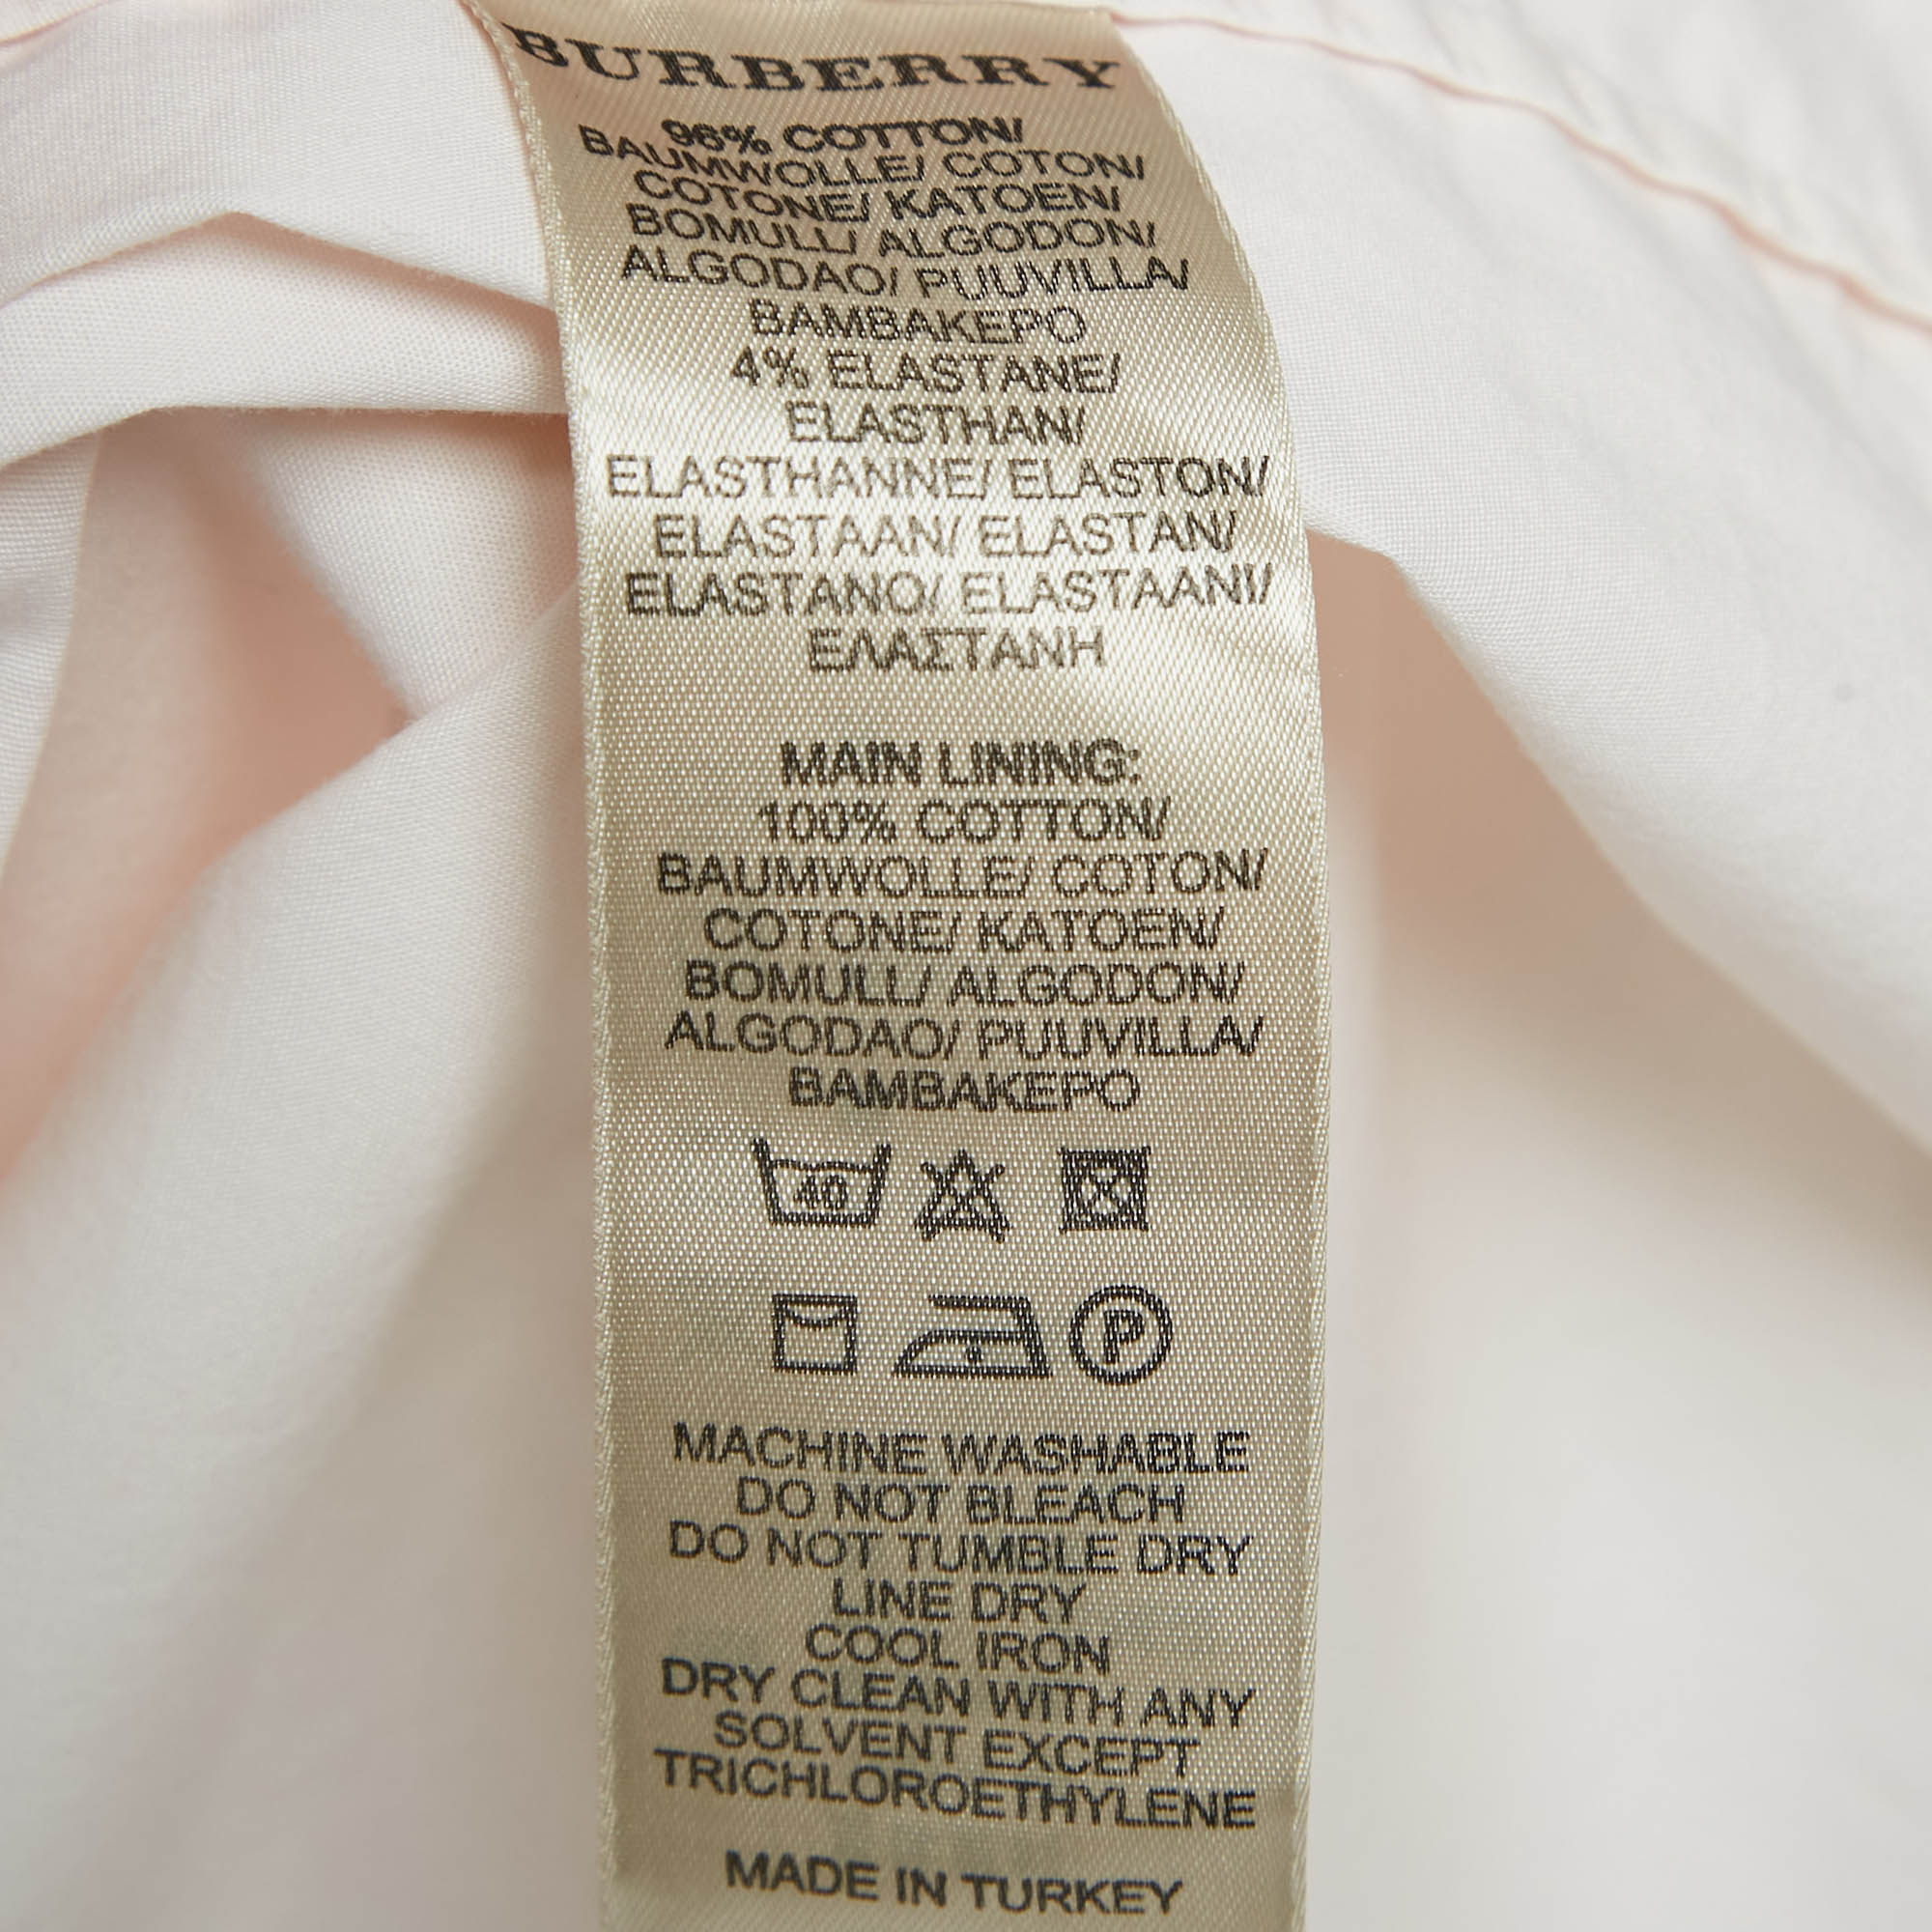 BURBERRY
96% COTTON/
BAUMWOLLE/ COTON/
COTONE/ KATOEN/
BOMULL/ ALGODON/
ALGODAO/ PUUVILLA/
ΒΑΜΒΑΚΕΡΟ
4% ELASTANE/
ELASTHAN/
ELASTHANNE/ ELASTON/
ELASTAAN/ ELASTAN/
ELASTANO/ ELASTAANI/
ΕΛΑΣΤΑΝΗ
MAIN LINING:
100% COTTON/
BAUMWOLLE/ COTON/
COTONE/ KATOEN/
BOMULL/ ALGODON/
ALGODAO/ PUUVILLA/
ΒΑΜΒΑΚΕΡΟ
40
P
MACHINE WASHABLE
DO NOT BLEACH
DO NOT TUMBLE DRY
LINE DRY
COOL IRON
DRY CLEAN WITH ANY
SOLVENT EXCEPT
TRICHLOROETHYLENE
MADE IN TURKEY